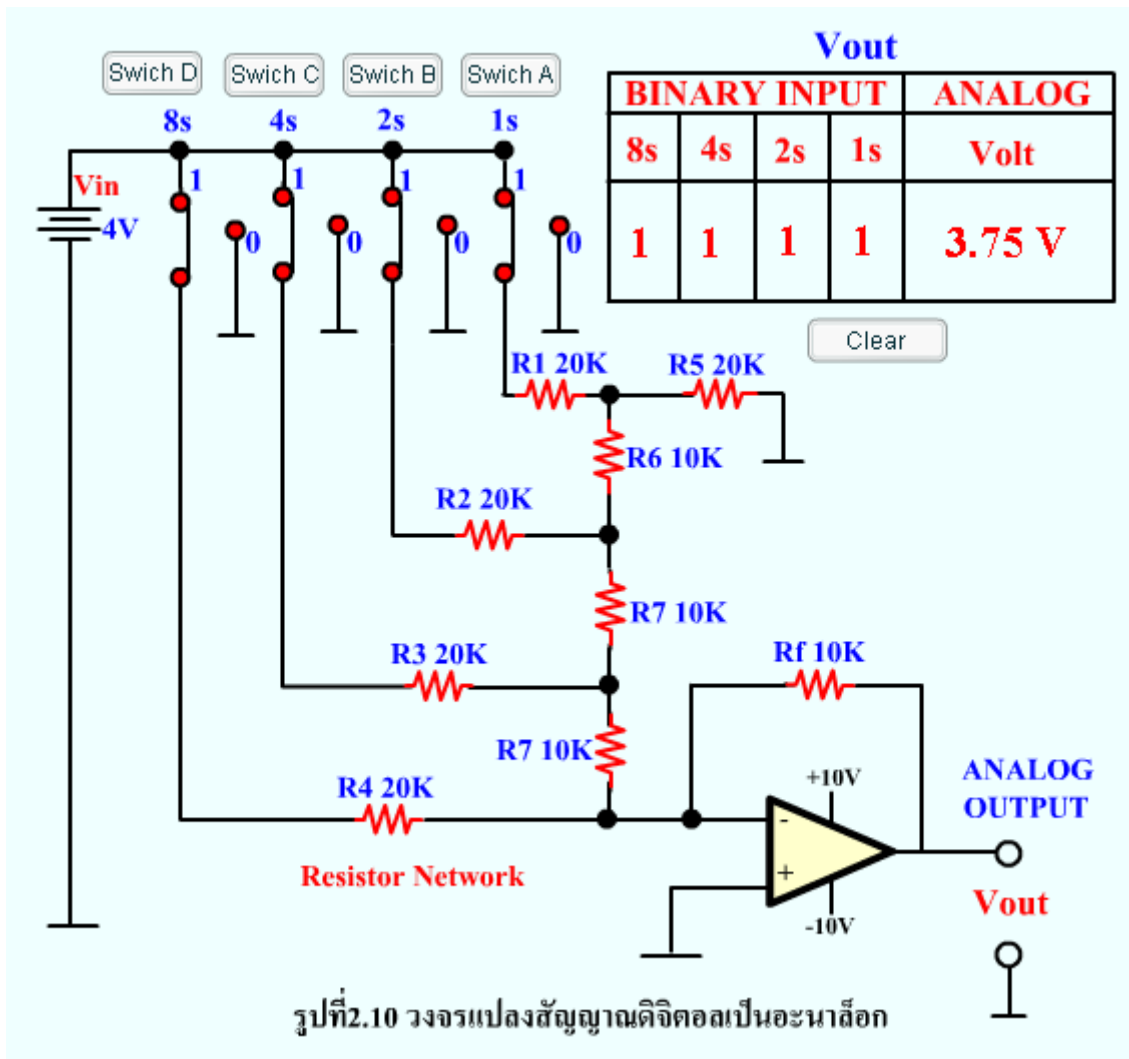 Vout
Swich D Swich C Swich B Swich A
BINARY INPUT ANALOG
8s 4s 2s 1s
8s 4s 2s 1s Volt
Vin 1 1 1 1
4V 0 0 0 0
1 1 1 1 3.75 V
Clear
R1 20K R5 20K
R6 10K
R2 20K
R7 10K
R3 20K Rf 10K
R7 10K
+10V
ANALOG
R4 20K
OUTPUT
-
+
Resistor Network
Vout
-10V
รูปที่2.10 วงจรแปลงสัญญาณดิจิตอลเป็นอะนาล็อก